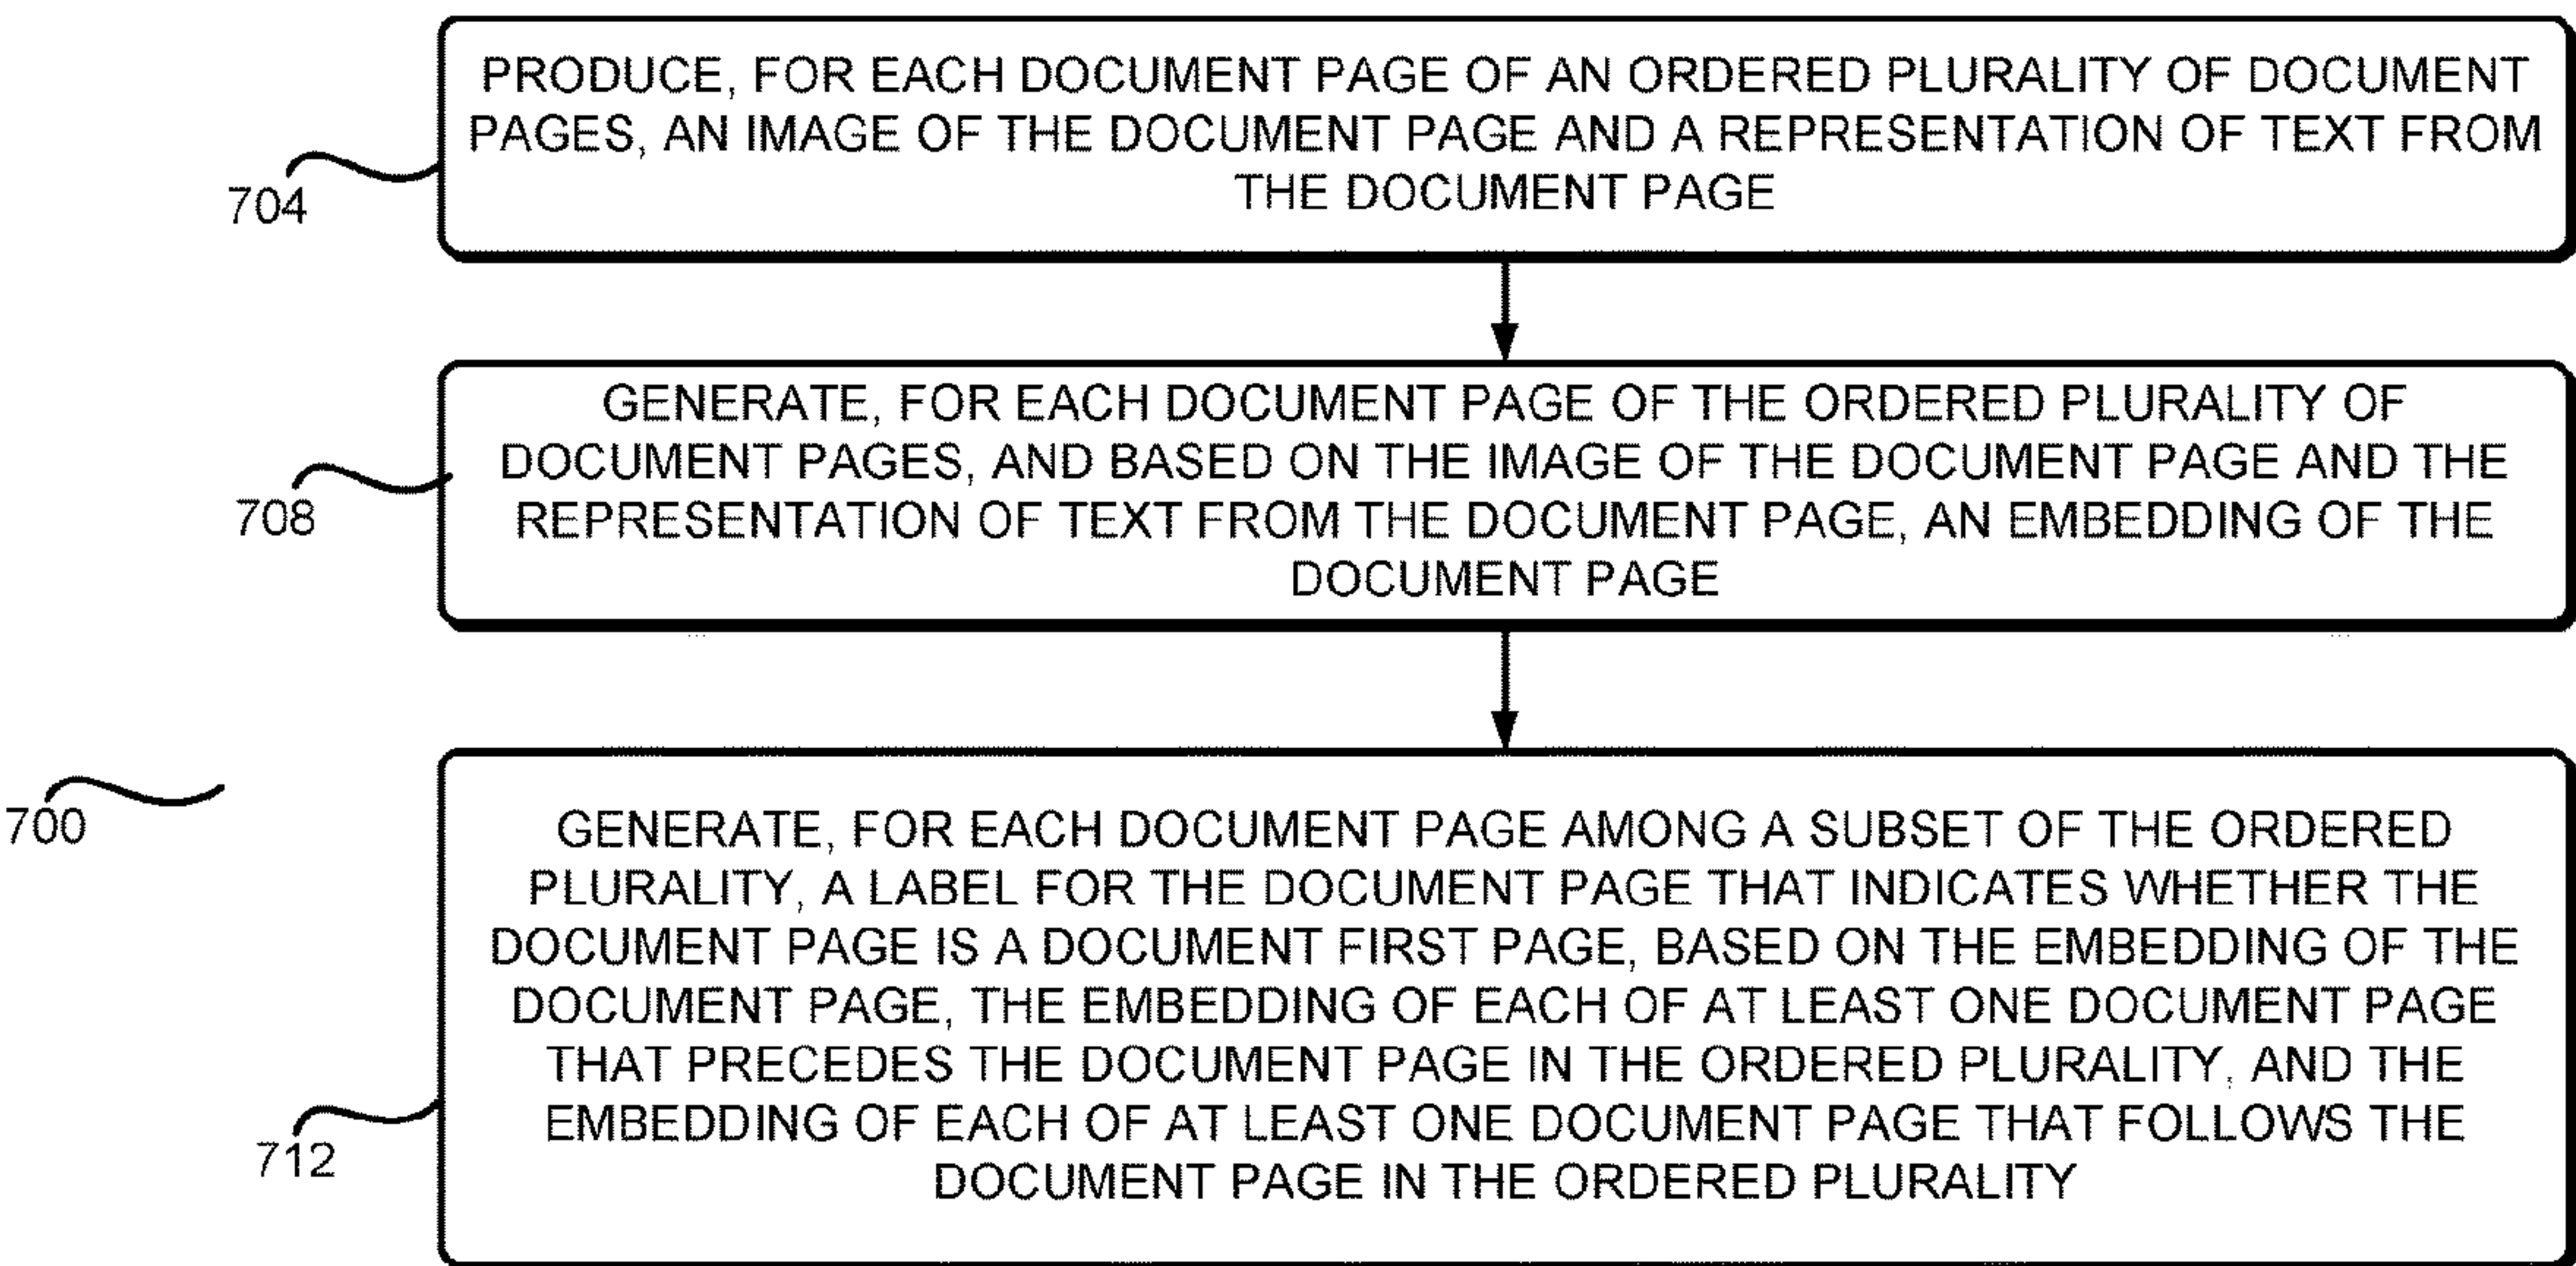 PRODUCE, FOR EACH DOCUMENT PAGE OF AN ORDERED PLURALITY OF DOCUMENT
PAGES, AN IMAGE OF THE DOCUMENT PAGE AND A REPRESENTATION OF TEXT FROM
THE DOCUMENT PAGE
704
GENERATE, FOR EACH DOCUMENT PAGE OF THE ORDERED PLURALITY OF
DOCUMENT PAGES, AND BASED ON THE IMAGE OF THE DOCUMENT PAGE AND THE
REPRESENTATION OF TEXT FROM THE DOCUMENT PAGE, AN EMBEDDING OF THE
DOCUMENT PAGE
708
700
GENERATE, FOR EACH DOCUMENT PAGE AMONG A SUBSET OF THE ORDERED
PLURALITY, A LABEL FOR THE DOCUMENT PAGE THAT INDICATES WHETHER THE
DOCUMENT PAGE IS A DOCUMENT FIRST PAGE, BASED ON THE EMBEDDING OF THE
DOCUMENT PAGE, THE EMBEDDING OF EACH OF AT LEAST ONE DOCUMENT PAGE
THAT PRECEDES THE DOCUMENT PAGE IN THE ORDERED PLURALITY, AND THE
EMBEDDING OF EACH OF AT LEAST ONE DOCUMENT PAGE THAT FOLLOWS THE
DOCUMENT PAGE IN THE ORDERED PLURALITY
712